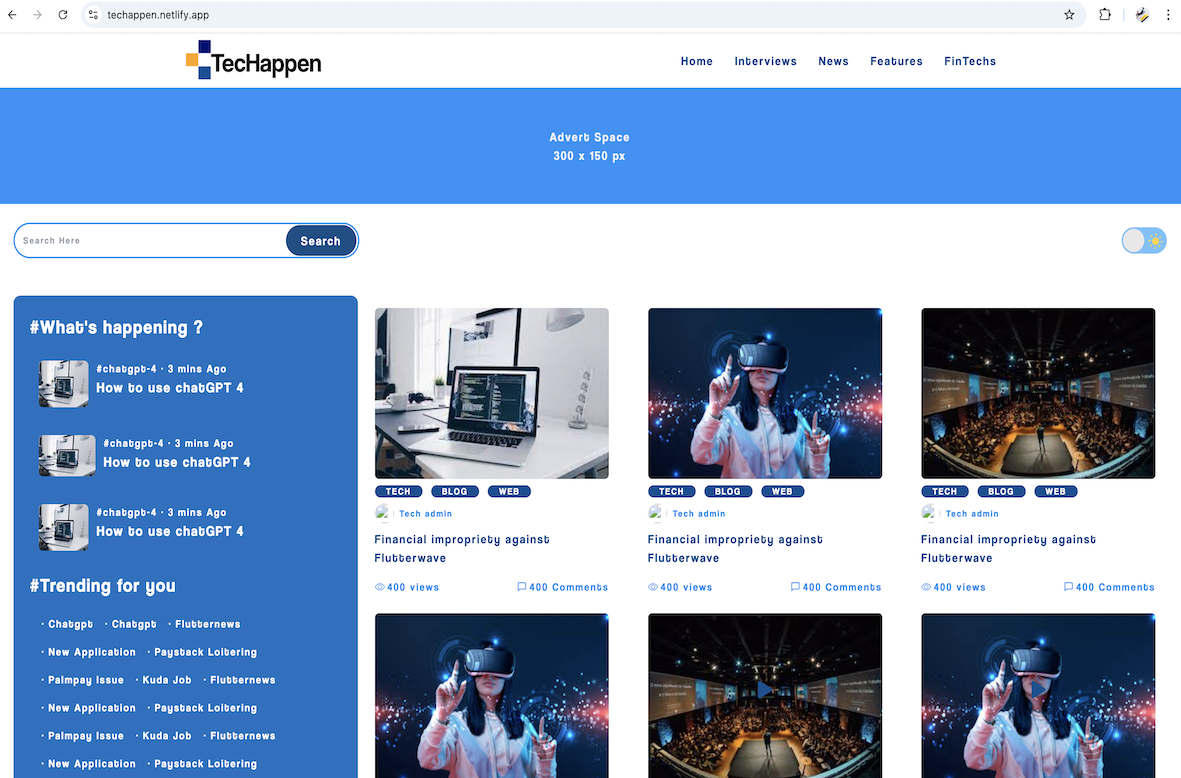 techappen.netlify.app
TecHappen
Home Interviews News Features FinTechs
Advert Space
300 x 150 px
Search Here Search
#What's happening ?
#chatgpt-4 · 3 mins Ago
How to use chatGPT 4
#chatgpt-4 · 3 mins Ago
How to use chatGPT 4
#chatgpt-4 · 3 mins Ago
How to use chatGPT 4
#Trending for you
· Chatgpt · Chatgpt · Flutternews
· New Application · Paystack Loitering
· Palmpay Issue · Kuda Job · Flutternews
· New Application · Paystack Loitering
· Palmpay Issue · Kuda Job · Flutternews
· New Application · Paystack Loitering
TECH BLOG WEB
Tech admin
Financial impropriety against
Flutterwave
400 views 400 Comments
TECH BLOG WEB
Tech admin
Financial impropriety against
Flutterwave
400 views 400 Comments
TECH BLOG WEB
Tech admin
Financial impropriety against
Flutterwave
400 views 400 Comments